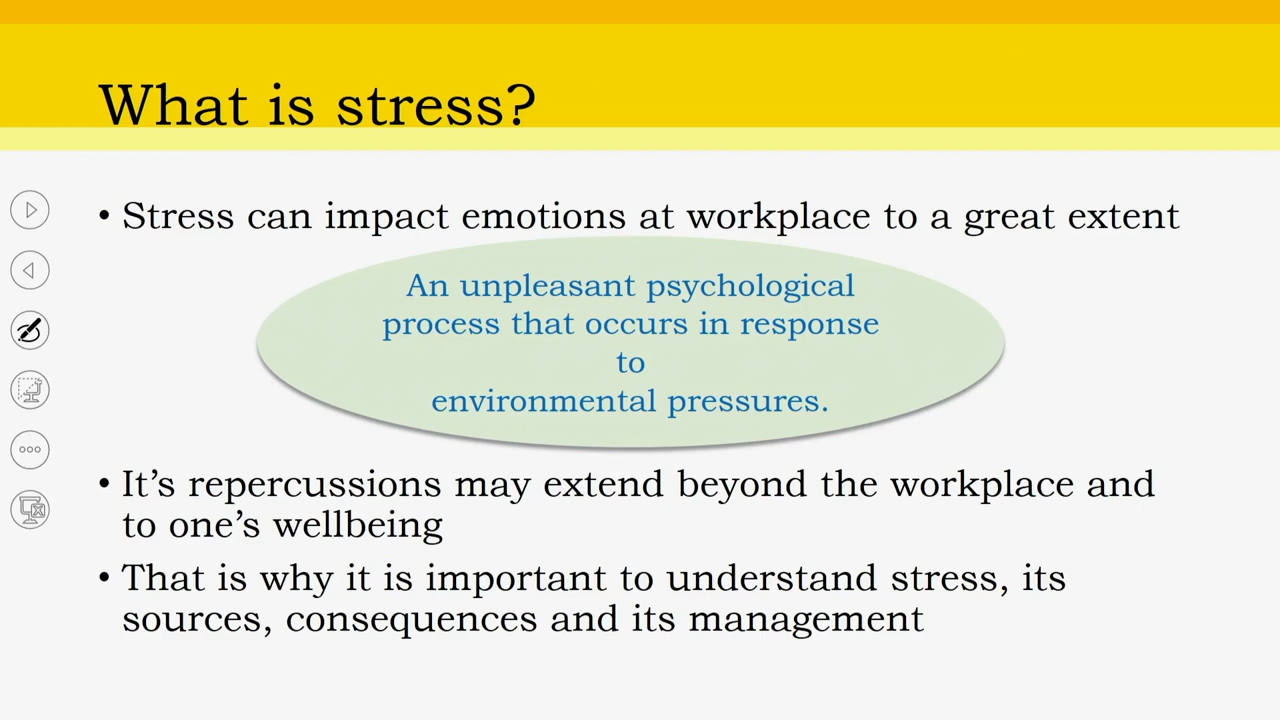 What is stress?
• Stress can impact emotions at workplace to a great extent
An unpleasant psychological
process that occurs in response
to
environmental pressures.
• It’s repercussions may extend beyond the workplace and
to one’s wellbeing
• That is why it is important to understand stress, its
sources, consequences and its management